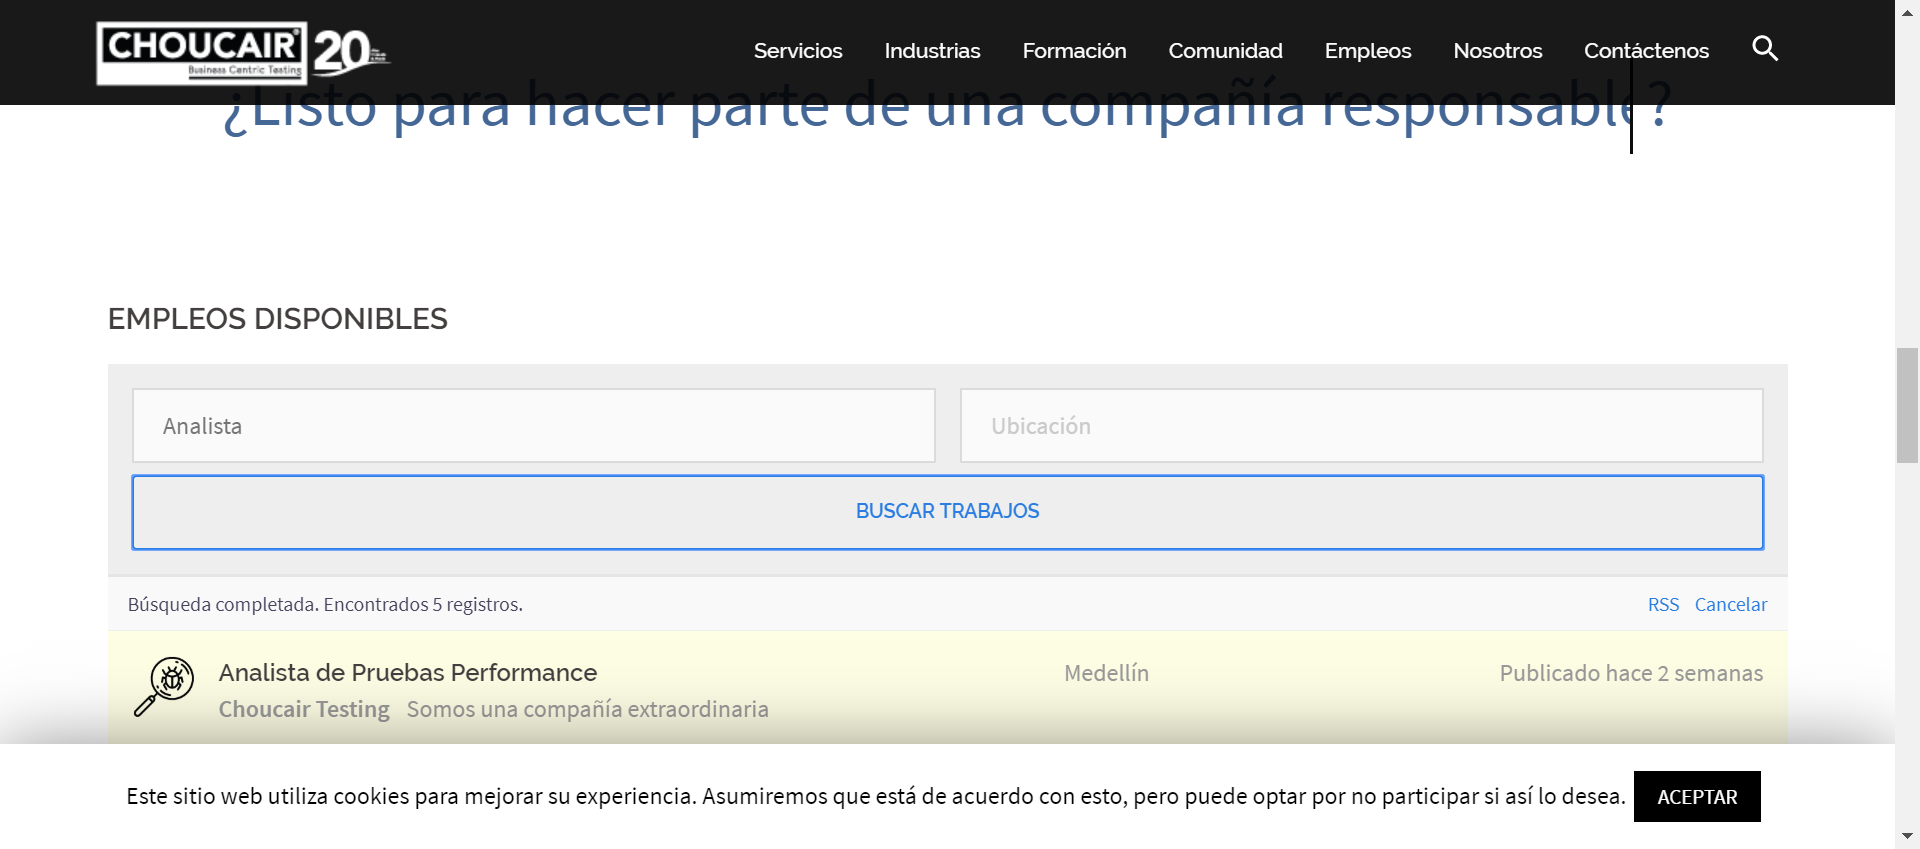 CHOUCAIR
Business Centric Testing
20
Servicios Industrias Formación Comunidad Empleos Nosotros Contáctenos
¿Listo para hacer parte de una compañía responsable?
EMPLEOS DISPONIBLES
Analista
Ubicación
BUSCAR TRABAJOS
Búsqueda completada. Encontrados 5 registros.
RSS Cancelar
Analista de Pruebas Performance
Medellín
Publicado hace 2 semanas
Choucair Testing Somos una compañía extraordinaria
Este sitio web utiliza cookies para mejorar su experiencia. Asumiremos que está de acuerdo con esto, pero puede optar por no participar si así lo desea.
ACEPTAR